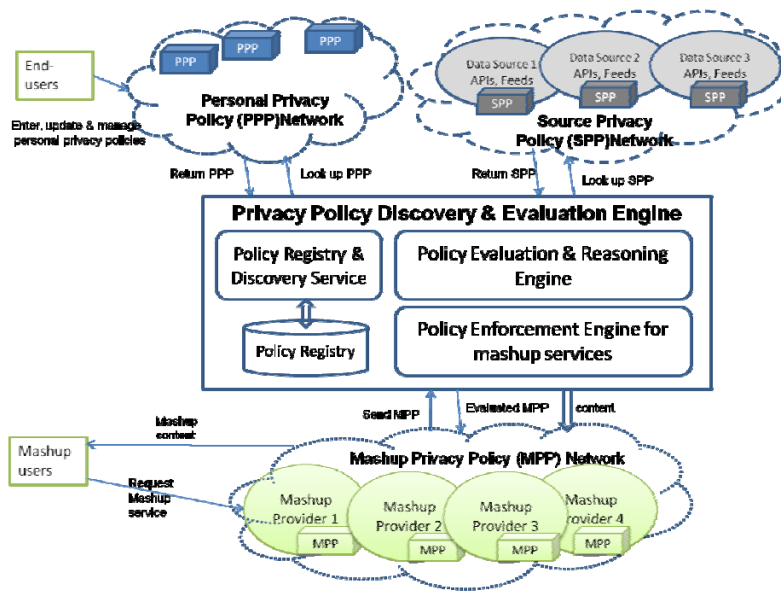 PPP
PPP
PPP
End-
users
Personal Privacy
Policy (PPP)Network
Enter, update & manage
personal privacy policies
Data Source 1
APIs, Feeds
SPP
Data Source 2
APIs, Feeds
SPP
Data Source 3
APIs, Feeds
SPP
Source Privacy
Policy (SPP)Network
Return PPP
Look up PPP
Return SPP
Look up SPP
Privacy Policy Discovery & Evaluation Engine
Policy Registry &
Discovery Service
Policy Registry
Policy Evaluation & Reasoning
Engine
Policy Enforcement Engine for
mashup services
Send MPP
Evaluated MPP
content
Mashup
content
Mashup
users
Request
Mashup
service
Mashup Privacy Policy (MPP) Network
Mashup
Provider 1
MPP
Mashup
Provider 2
MPP
Mashup
Provider 3
MPP
Mashup
Provider 4
MPP